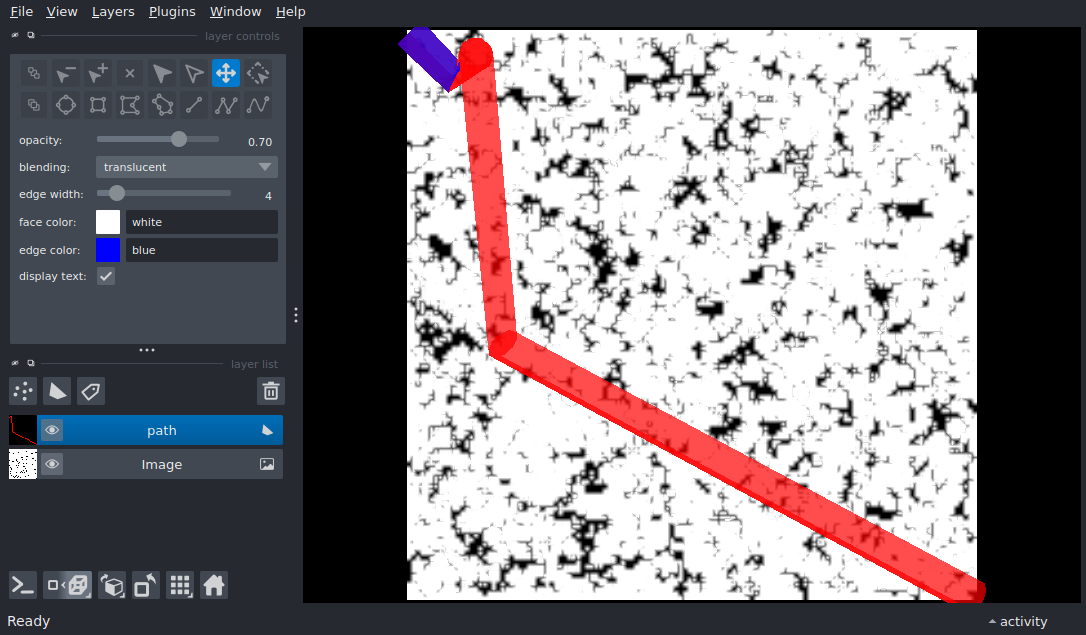 File View Layers Plugins Window Help
layer controls
opacity: 0.70
blending: translucent
edge width: 4
face color: white
edge color: blue
display text:
layer list
path
Image
Ready activity